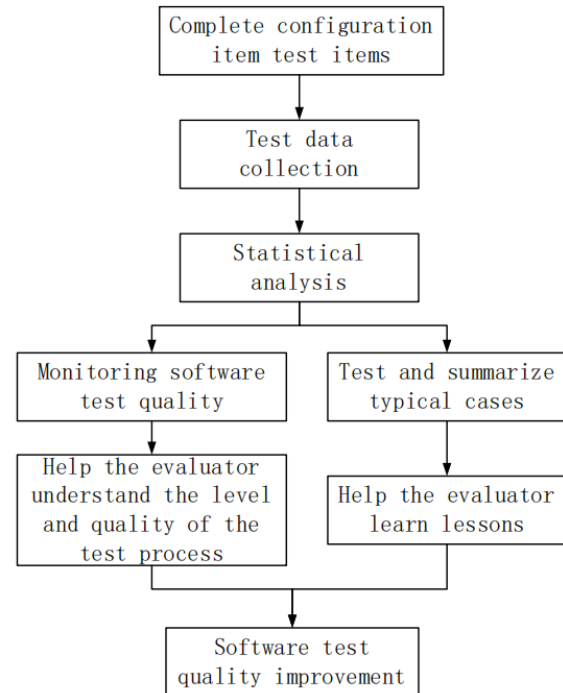 Complete configuration
item test items
Test data
collection
Statistical
analysis
Monitoring software
test quality
Test and summarize
typical cases
Help the evaluator
understand the level
and quality of the
test process
Help the evaluator
learn lessons
Software test
quality improvement